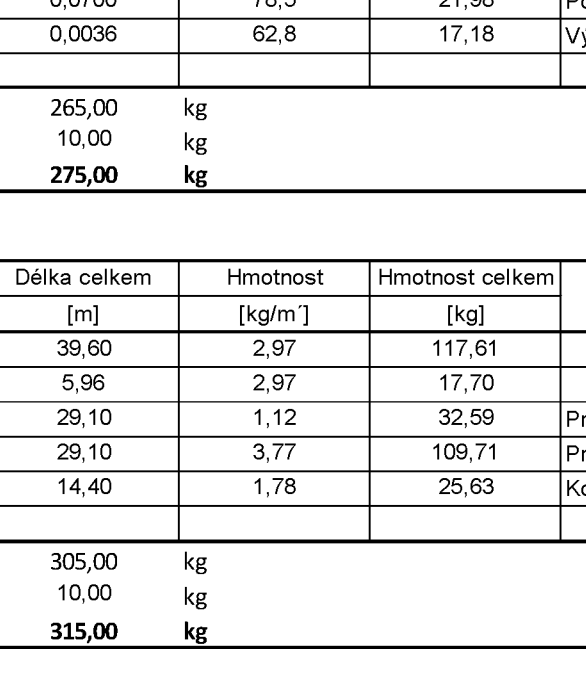 78,5 21,98
0,0036 62,8 17,18
265,00 kg
10,00 kg
275,00 kg
Délka celkem Hmotnost Hmotnost celkem
[m] [kg/m´] [kg]
39,60 2,97 117,61
5,96 2,97 17,70
29,10 1,12 32,59 Pr
29,10 3,77 109,71 Pr
14,40 1,78 25,63
305,00 kg
10,00 kg
315,00 kg